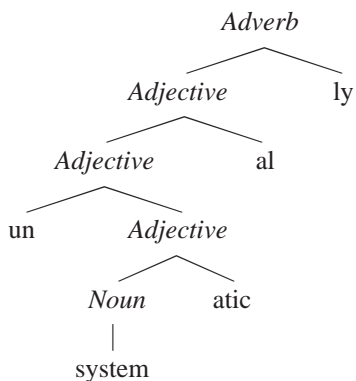 Adverb
Adjective ly
Adjective al
un Adjective
Noun atic
system